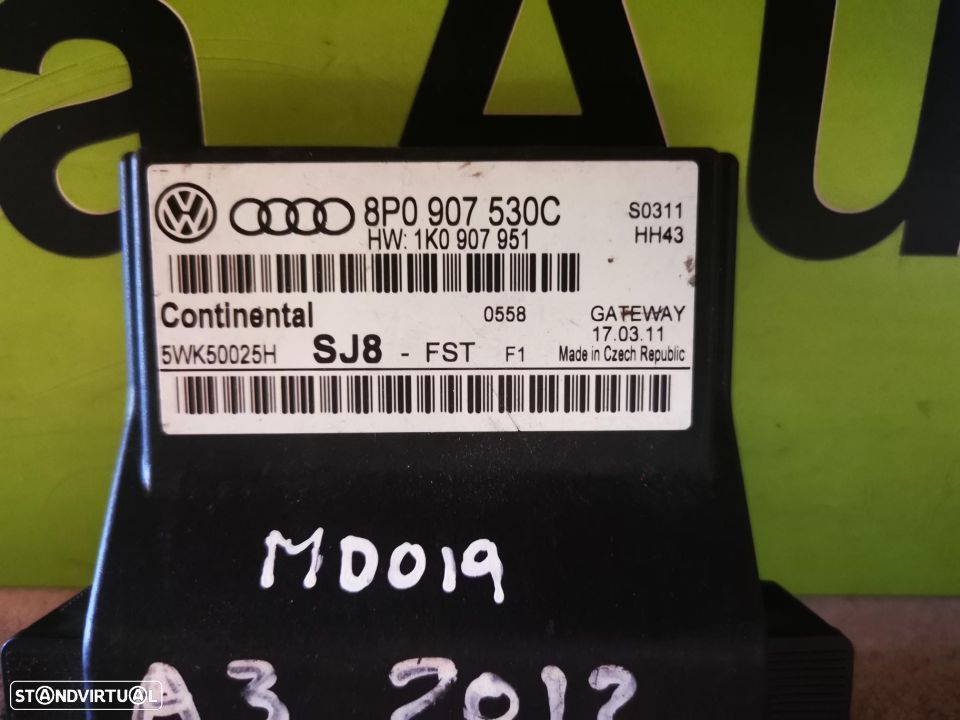 a Au
8P0 907 530C
S0311
HW: 1K0 907 951
HH43
Continental
0558
GATEWAY
17.03.11
5WK50025H SJ8 - FST F1
Made in Czech Republic
MD019
A3 2012
STANDVIRTUAL